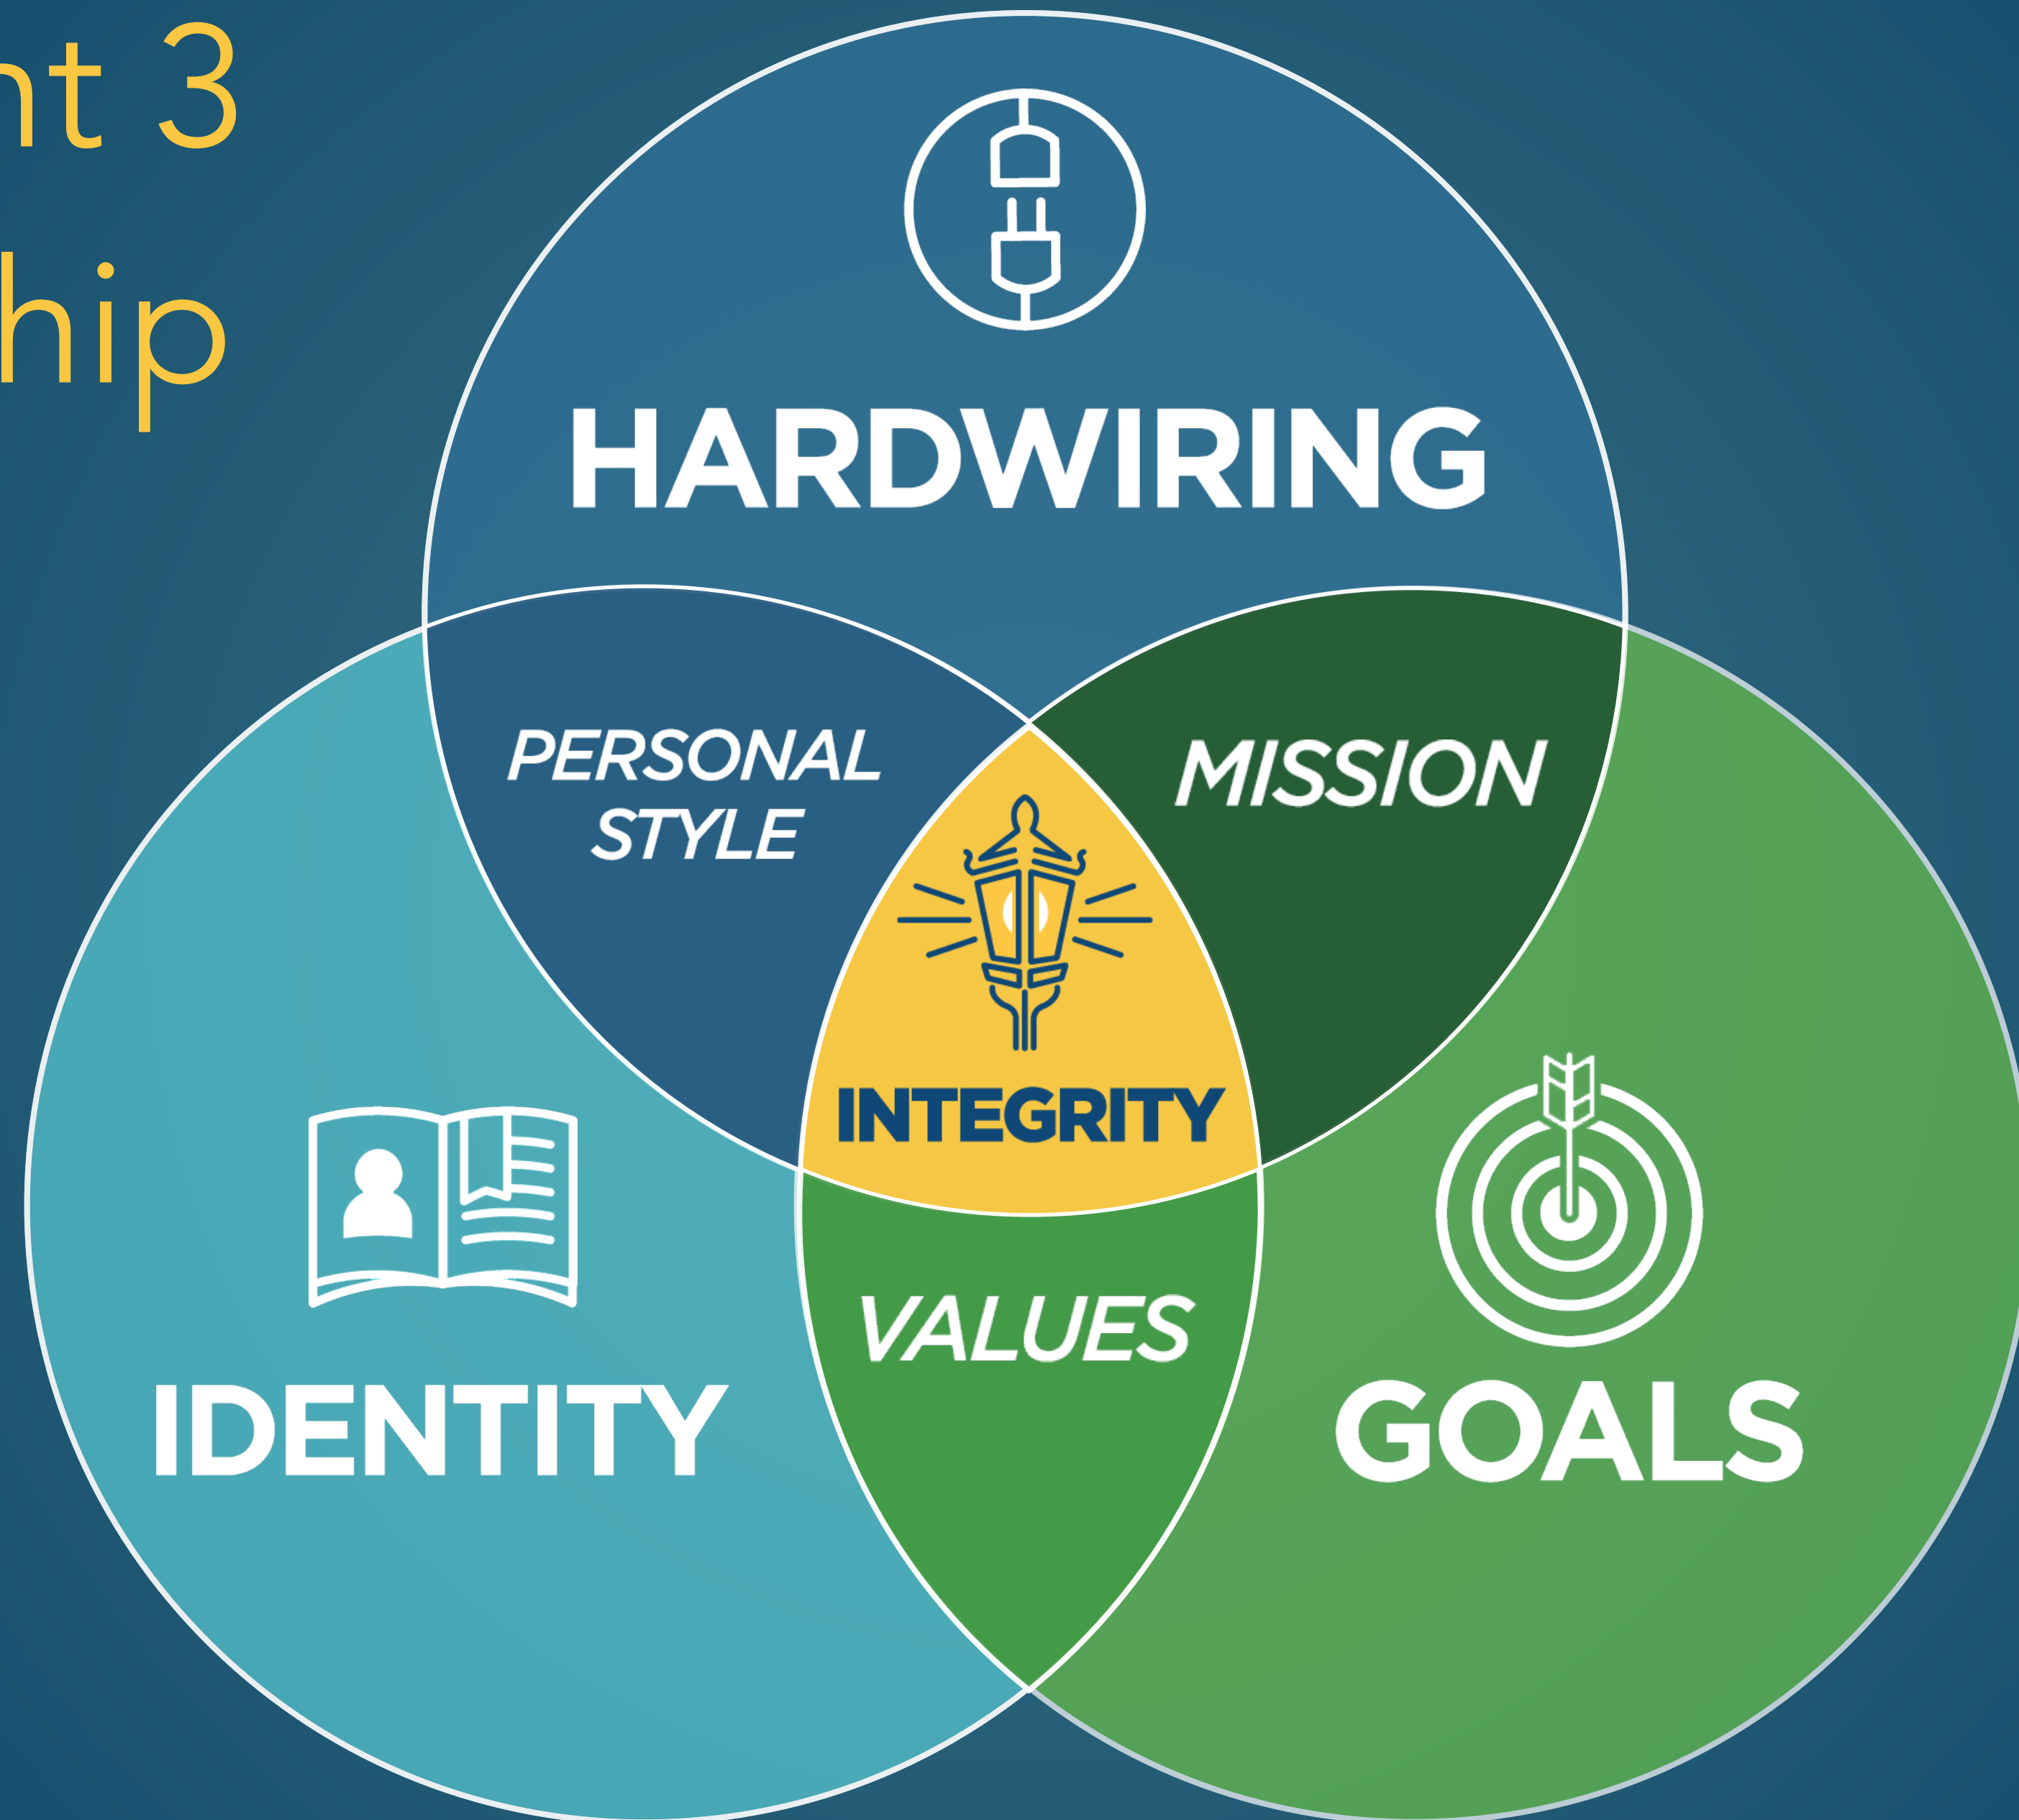 nt 3
hip
HARDWIRING
PERSONAL
STYLE
MISSION
INTEGRITY
VALUES
IDENTITY
GOALS